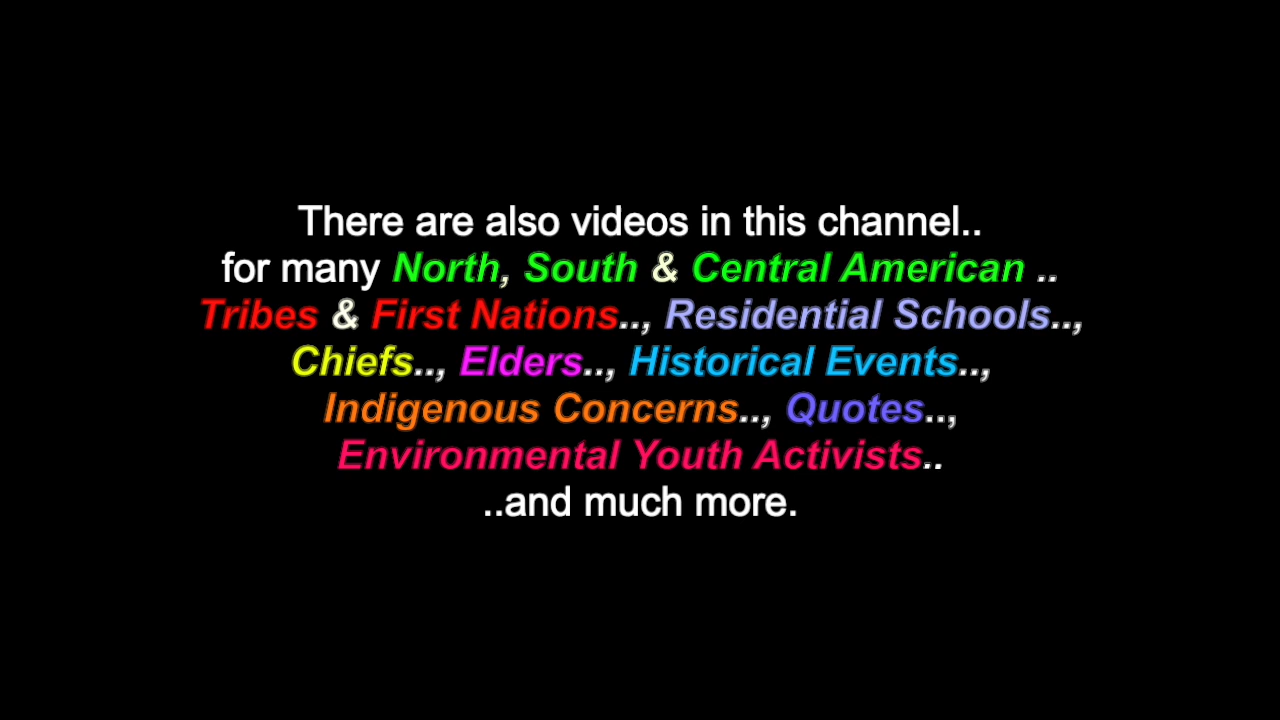 There are also videos in this channel..
for many North, South & Central American ..
Tribes & First Nations.., Residential Schools..,
Chiefs.., Elders.., Historical Events..,
Indigenous Concerns.., Quotes..,
Environmental Youth Activists..
..and much more.